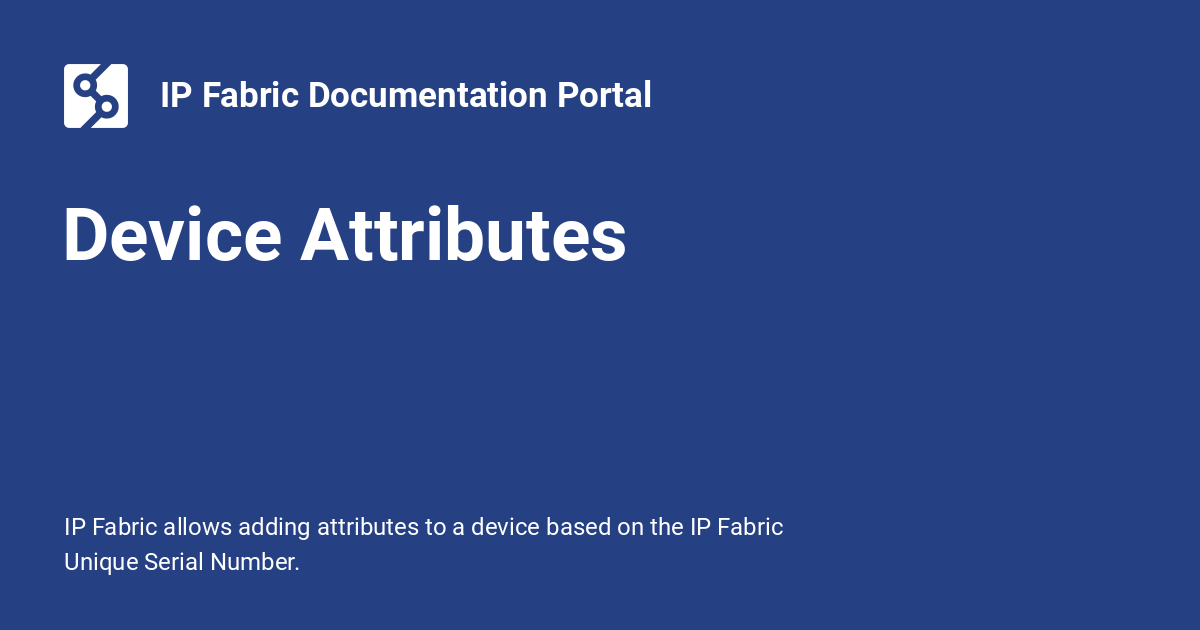 IP Fabric Documentation Portal
Device Attributes
IP Fabric allows adding attributes to a device based on the IP Fabric
Unique Serial Number.